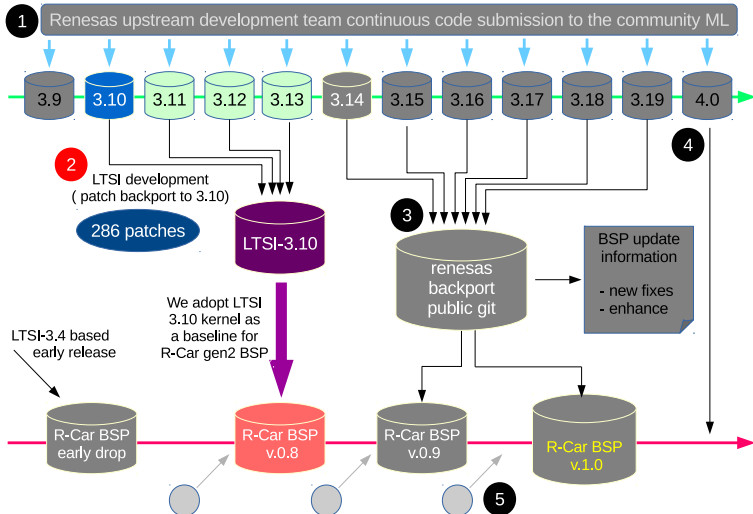 1
Renesas upstream development team continuous code submission to the community ML
3.9
3.10
3.11
3.12
3.13
3.14
3.15
3.16
3.17
3.18
3.19
4.0
2
LTSI development
( patch backport to 3.10)
286 patches
LTSI-3.10
3
renesas
backport
public git
4
BSP update
information
- new fixes
- enhance
We adopt LTSI
3.10 kernel as
a baseline for
R-Car gen2 BSP
LTSI-3.4 based
early release
R-Car BSP
early drop
R-Car BSP
v.0.8
R-Car BSP
v.0.9
R-Car BSP
v.1.0
5